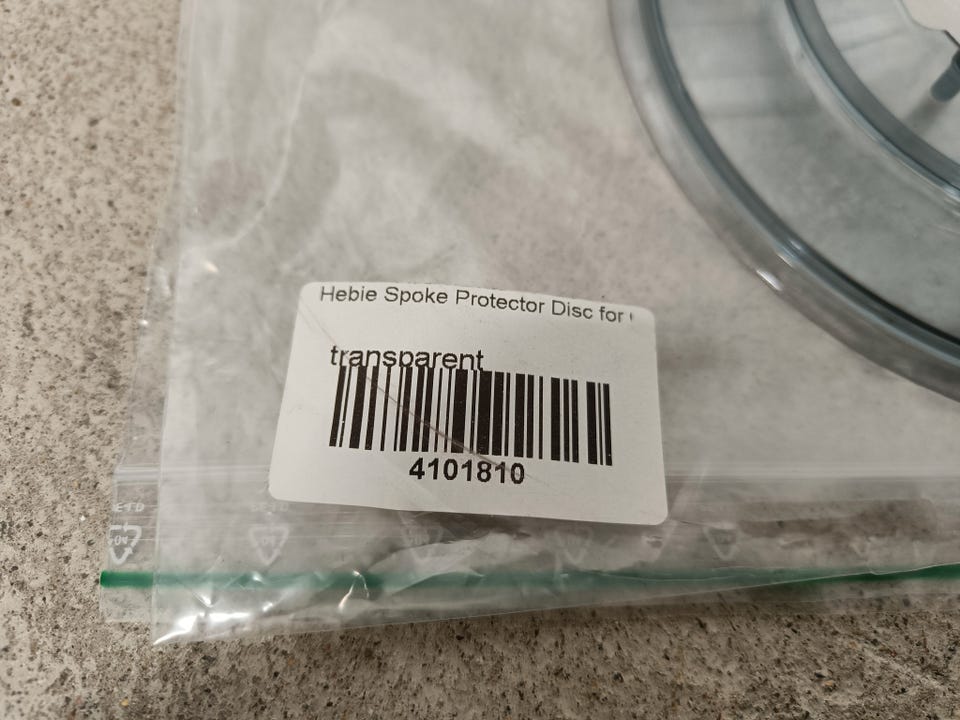 Hebie Spoke Protector Disc for
transparent
4101810